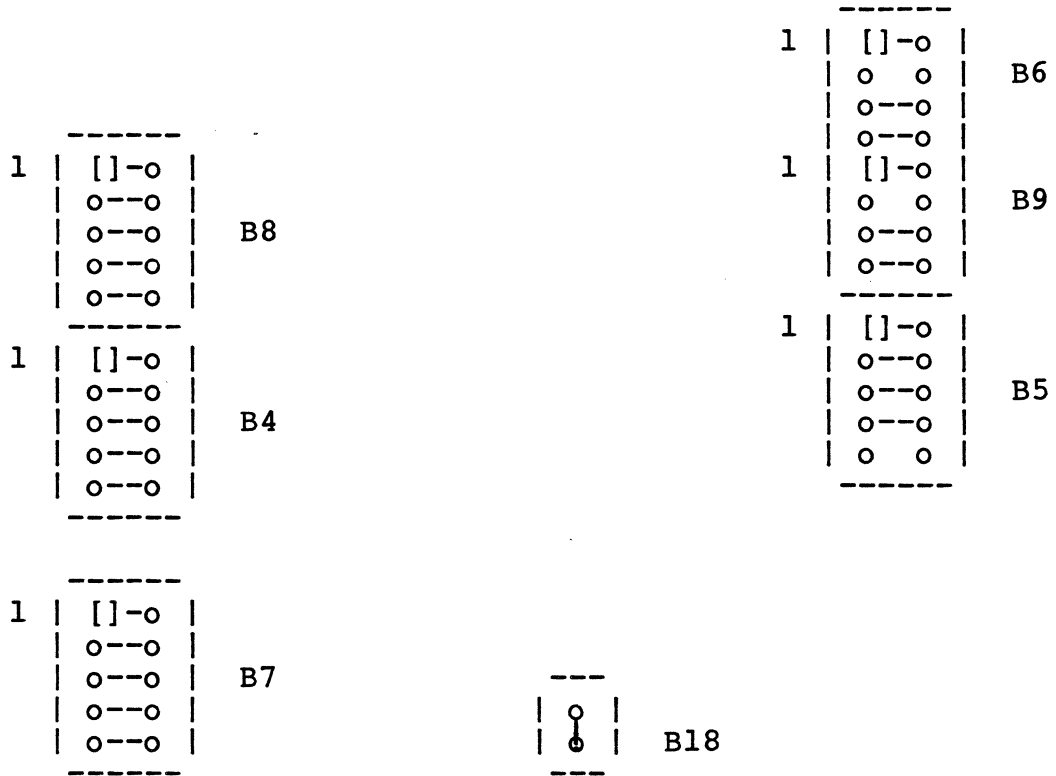 ------
1 | []-o |
| o o | B6
| o--o |
| o--o |
1 | []-o |
| o o | B9
| o--o |
| o--o |
------
1 | []-o |
| o--o |
| o--o | B5
| o--o |
| o o |
------
------
1 | []-o |
| o--o |
| o--o | B8
| o--o |
| o--o |
------
1 | []-o |
| o--o |
| o--o | B4
| o--o |
| o--o |
------
------
1 | []-o |
| o--o |
| o--o | B7
| o--o |
| o--o |
------
---
| o |
| o | B18
---